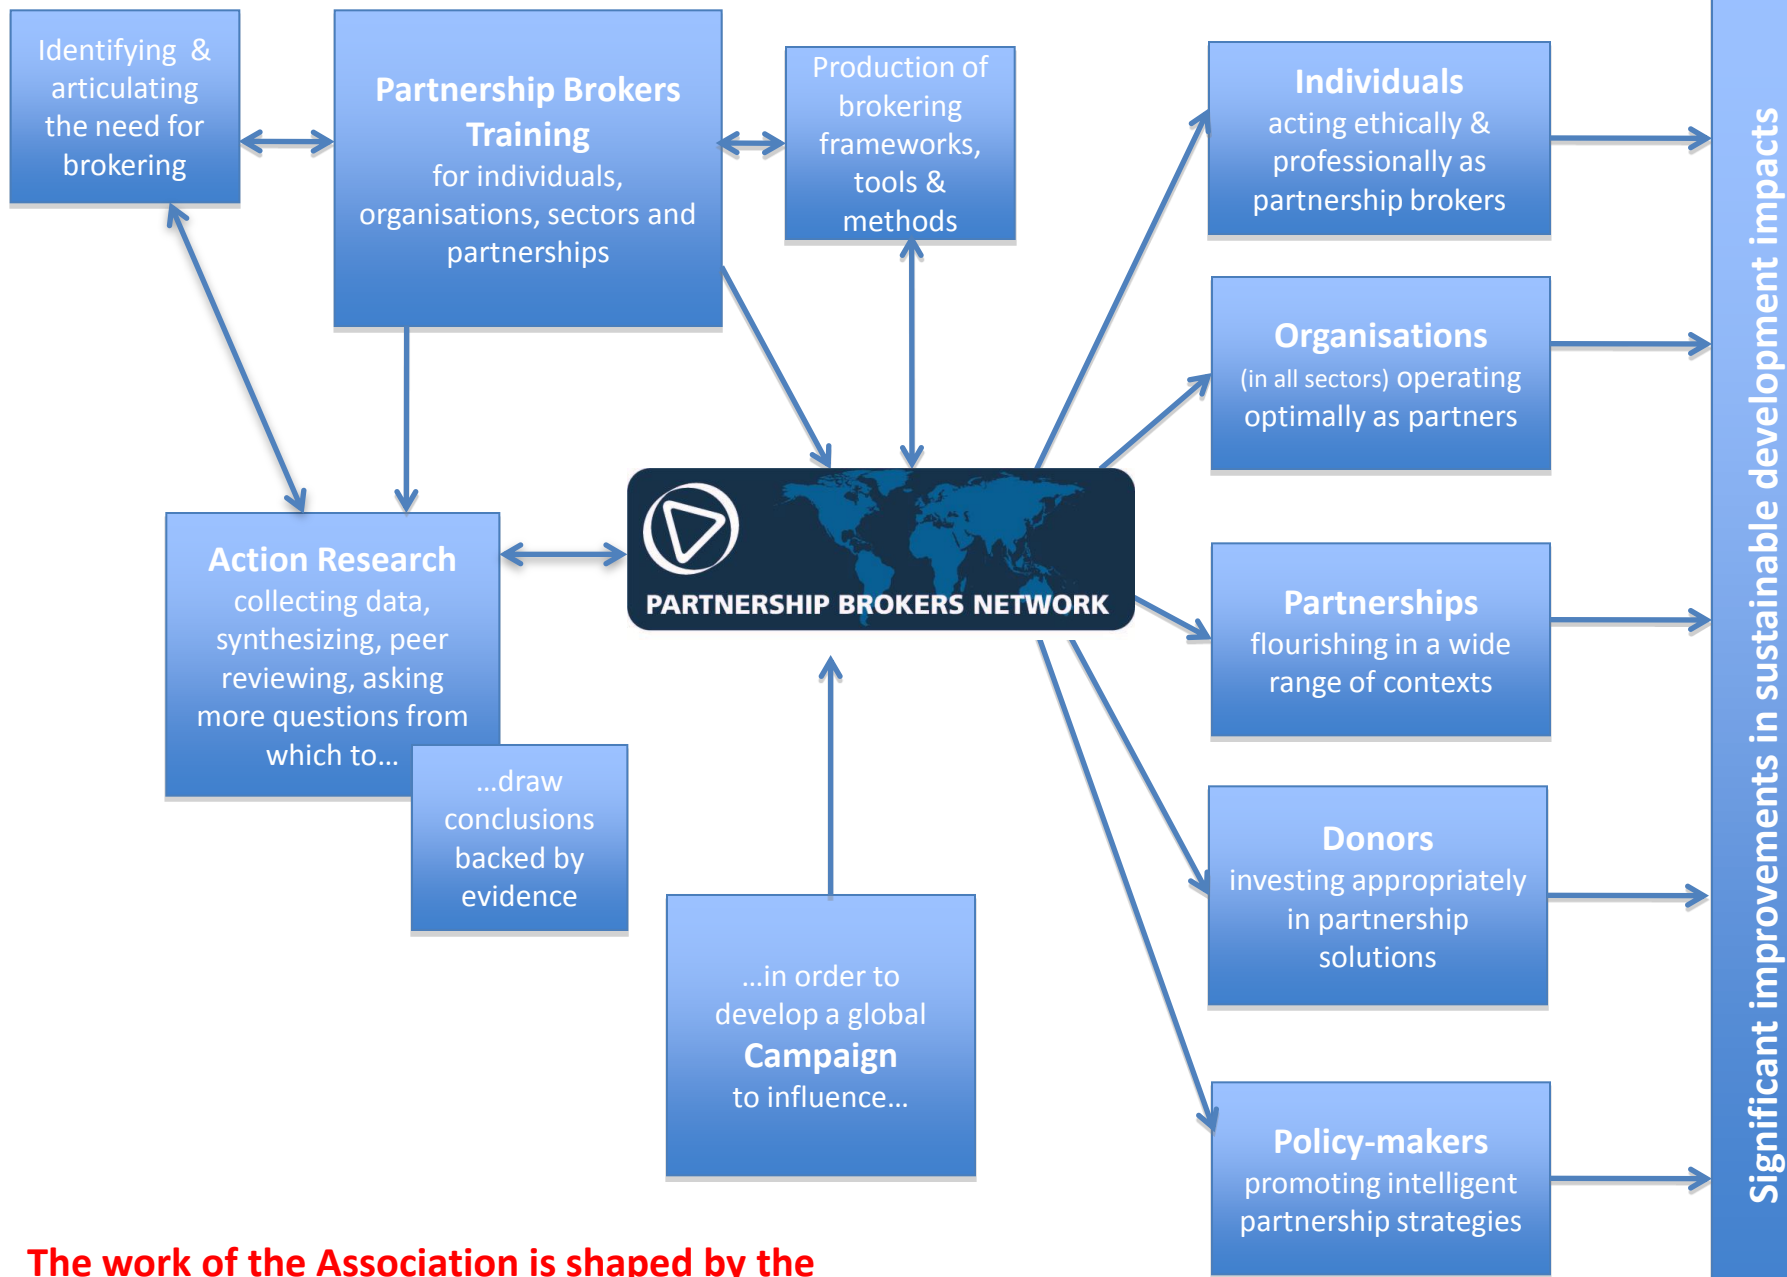 Identifying &
articulating
the need for
brokering
Partnership Brokers
Training
for individuals,
organisations, sectors and
partnerships
Production of
brokering
frameworks,
tools &
methods
Individuals
acting ethically &
professionally as
partnership brokers
Organisations
(in all sectors) operating
optimally as partners
Action Research
collecting data,
synthesizing, peer
reviewing, asking
more questions from
which to...
...draw
conclusions
backed by
evidence
PARTNERSHIP BROKERS NETWORK
...in order to
develop a global
Campaign
to influence...
Partnerships
flourishing in a wide
range of contexts
Donors
investing appropriately
in partnership
solutions
Policy-makers
promoting intelligent
partnership strategies
Significant improvements in sustainable development impacts
The work of the Association is shaped by the